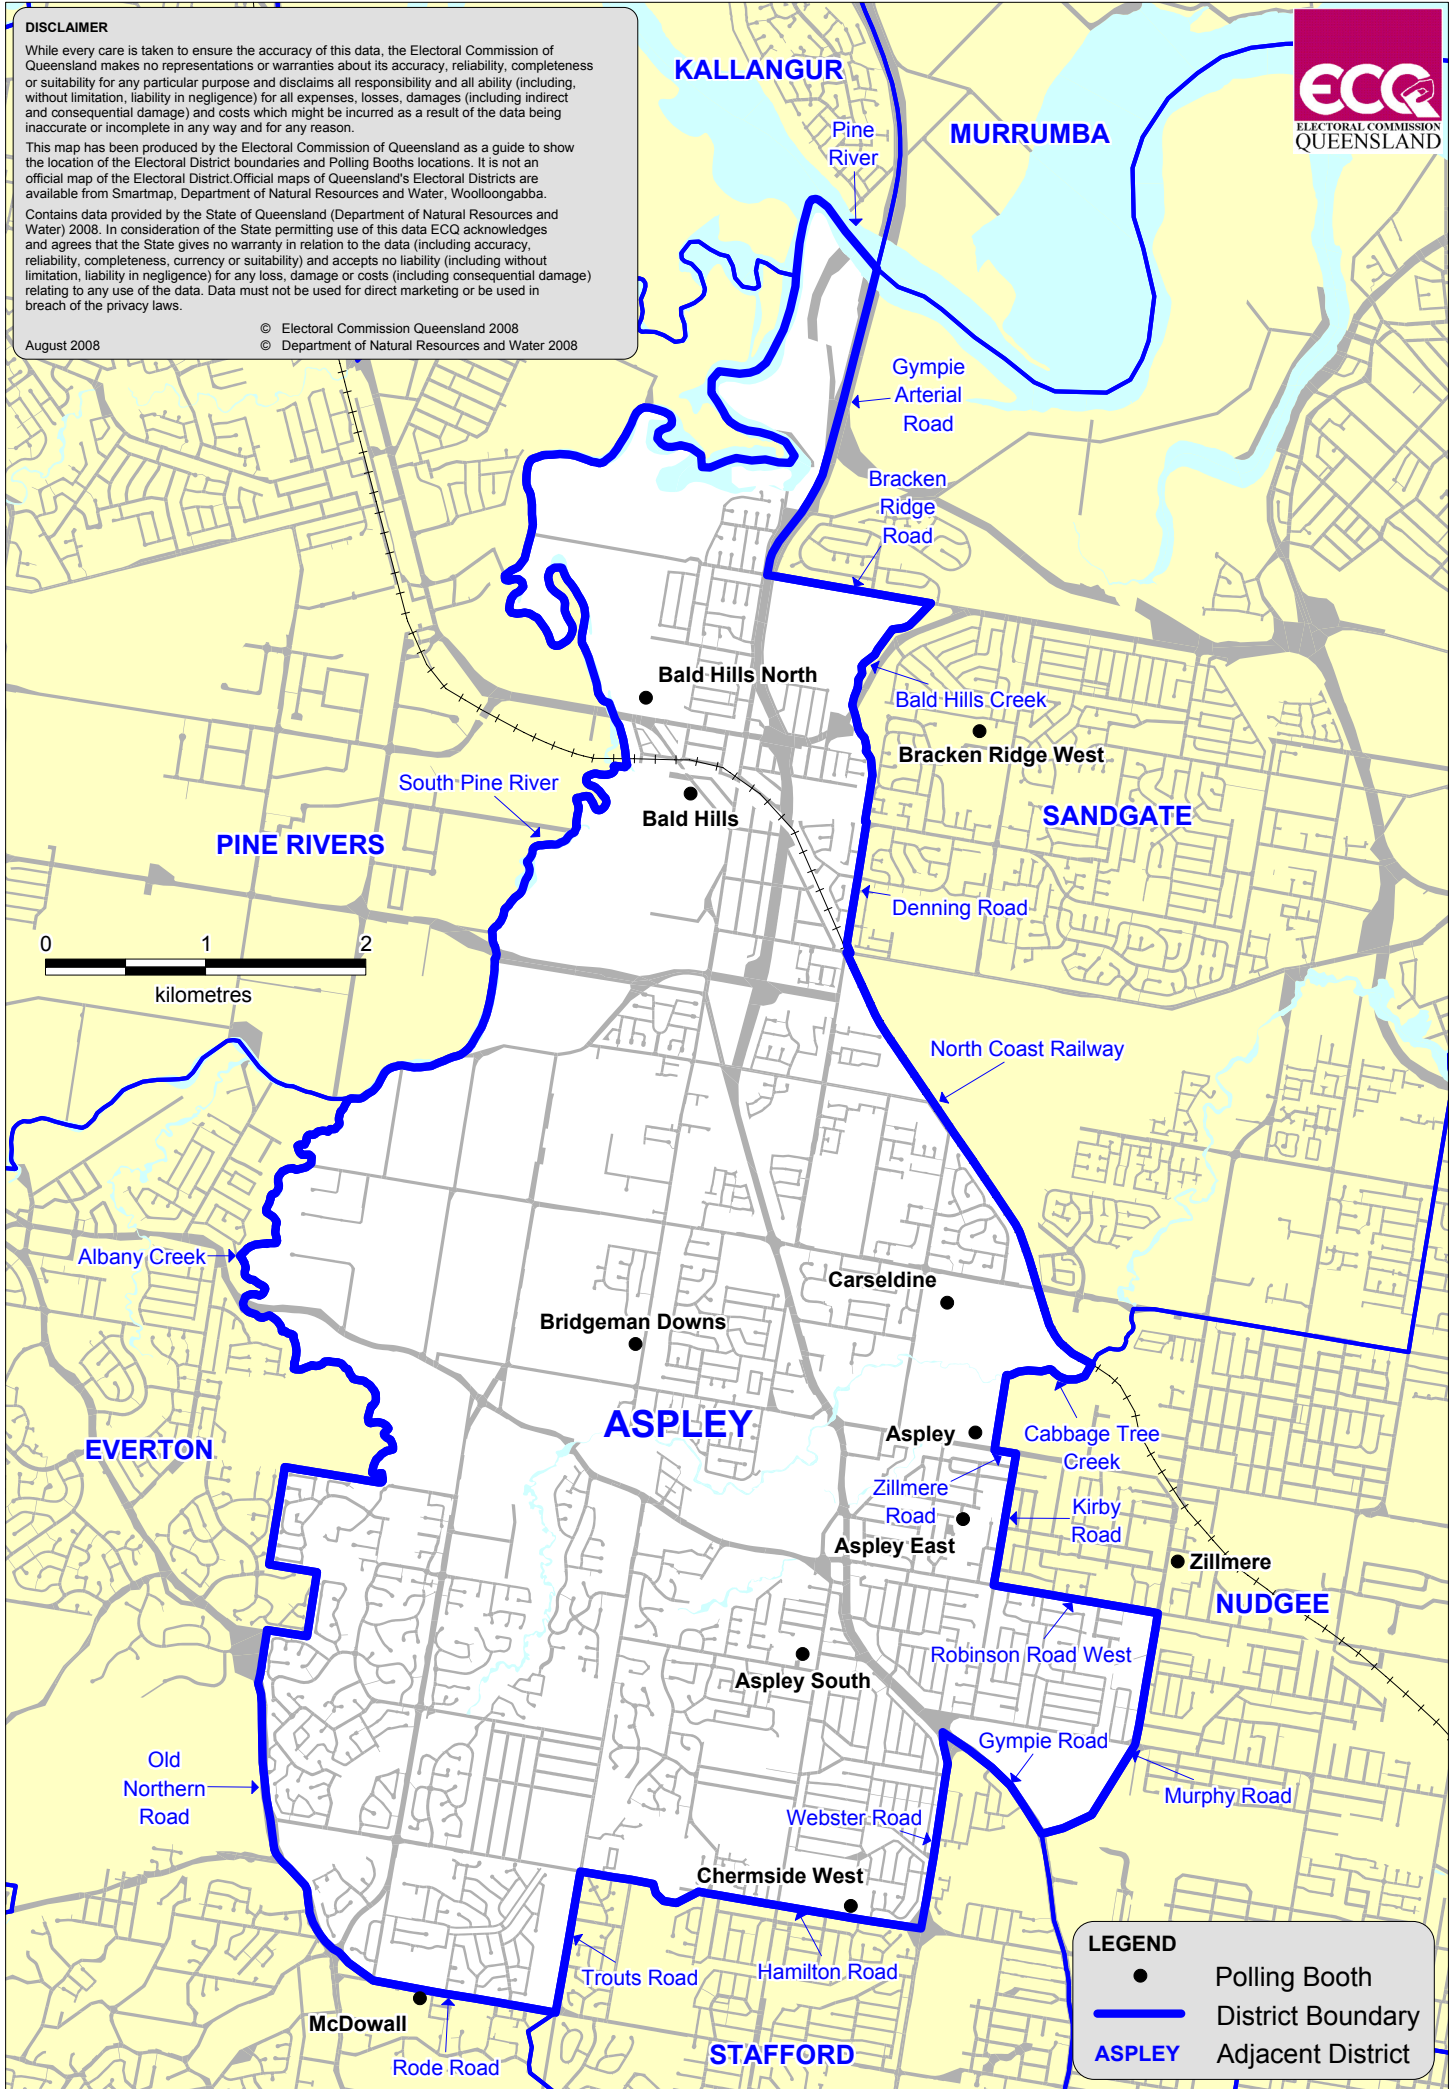 DISCLAIMER
While every care is taken to ensure the accuracy of this data, the Electoral Commission of
Queensland makes no representations or warranties about its accuracy, reliability, completeness
or suitability for any particular purpose and disclaims all responsibility and all ability (including,
without limitation, liability in negligence) for all expenses, losses, damages (including indirect
and consequential damage) and costs which might be incurred as a result of the data being
inaccurate or incomplete in any way and for any reason.
This map has been produced by the Electoral Commission of Queensland as a guide to show
the location of the Electoral District boundaries and Polling Booths locations. It is not an
official map of the Electoral District.Official maps of Queensland's Electoral Districts are
available from Smartmap, Department of Natural Resources and Water, Woolloongabba.
Contains data provided by the State of Queensland (Department of Natural Resources and
Water) 2008. In consideration of the State permitting use of this data ECQ acknowledges
and agrees that the State gives no warranty in relation to the data (including accuracy,
reliability, completeness, currency or suitability) and accepts no liability (including without
limitation, liability in negligence) for any loss, damage or costs (including consequential damage)
relating to any use of the data. Data must not be used for direct marketing or be used in
breach of the privacy laws.
© Electoral Commission Queensland 2008
August 2008
© Department of Natural Resources and Water 2008
ECQ
ELECTORAL COMMISSION
QUEENSLAND
KALLANGUR
MURRUMBA
Pine
River
Gympie
Arterial
Road
Bracken
Ridge
Road
Bald Hills North
Bald Hills Creek
Bracken Ridge West
South Pine River
Bald Hills
SANDGATE
PINE RIVERS
Denning Road
0 1 2
kilometres
North Coast Railway
Albany Creek
Carseldine
Bridgeman Downs
ASPLEY
Aspley
Cabbage Tree
Creek
EVERTON
Zillmere
Road
Kirby
Road
Aspley East
Zillmere
NUDGEE
Robinson Road West
Aspley South
Gympie Road
Old
Northern
Road
Murphy Road
Webster Road
Chermside West
Trouts Road
Hamilton Road
McDowall
Rode Road
STAFFORD
LEGEND
Polling Booth
District Boundary
ASPLEY Adjacent District